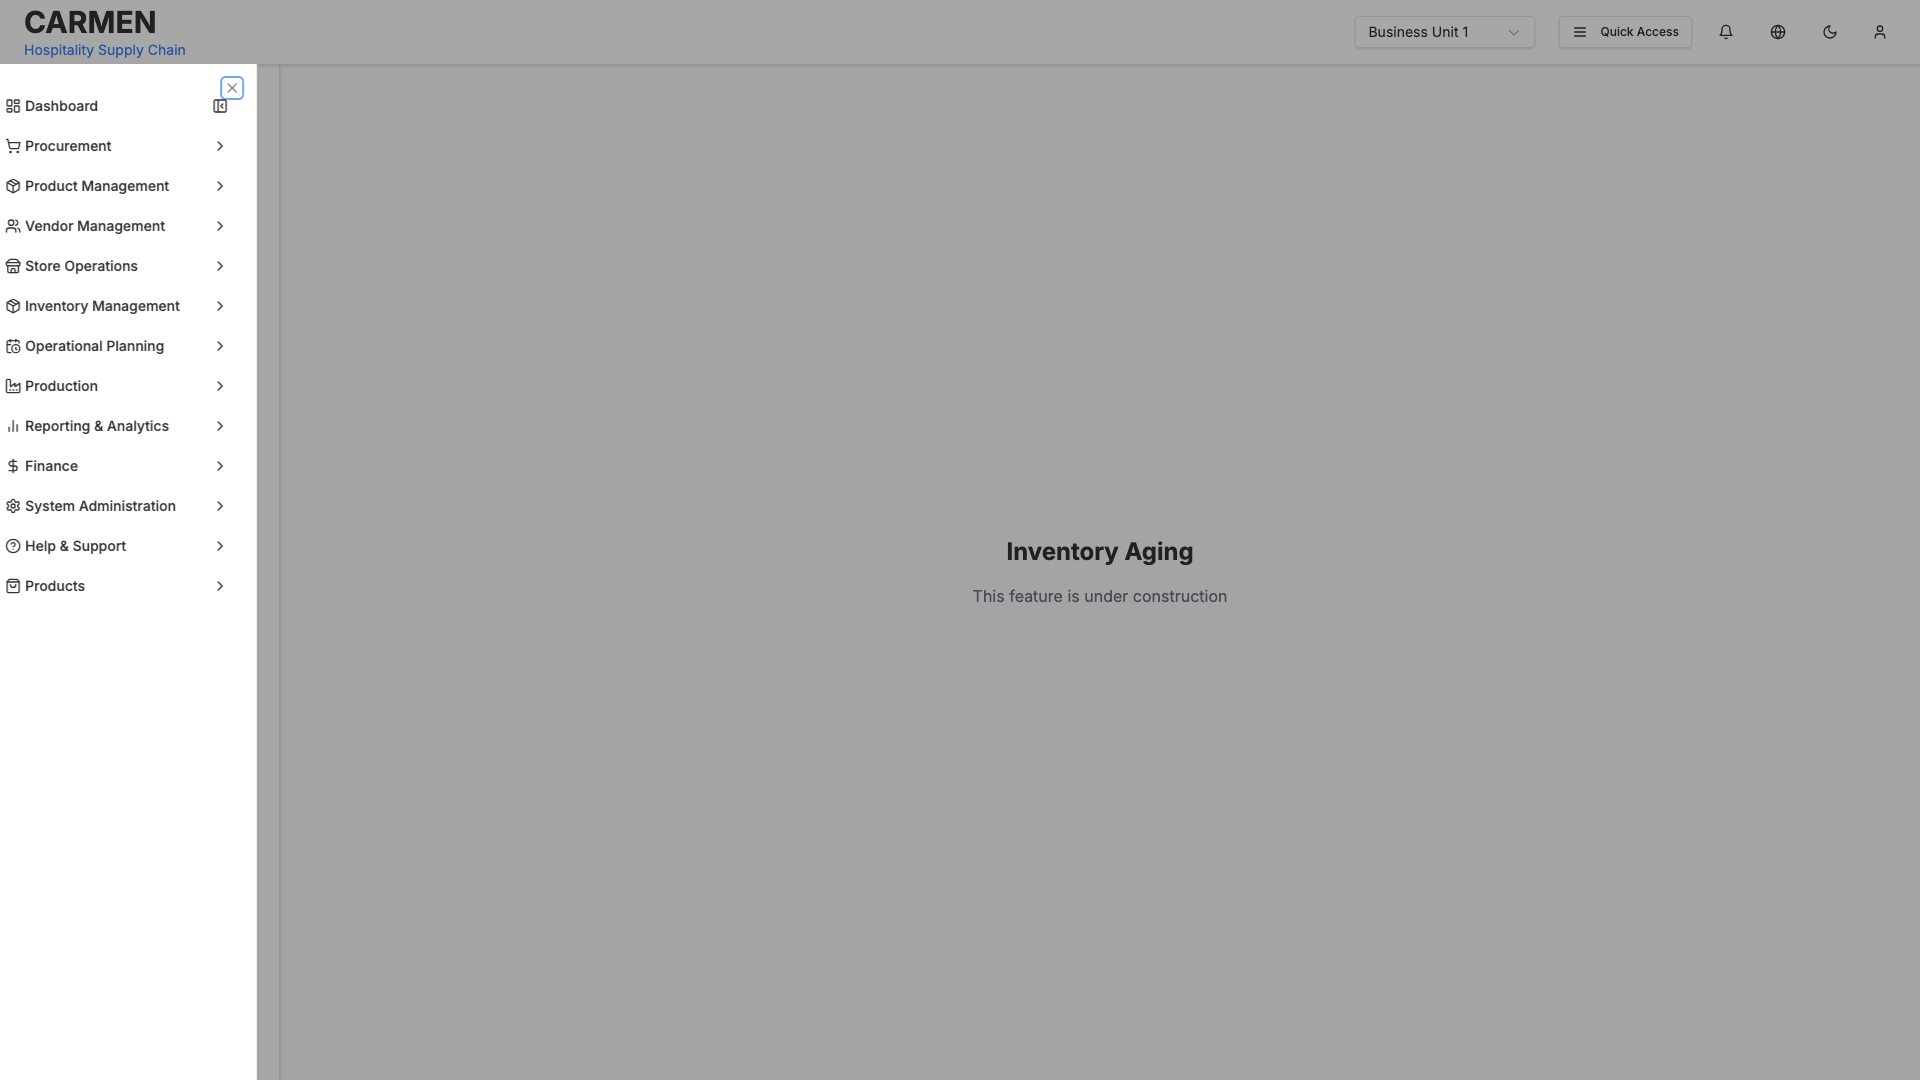 CARMEN
Hospitality Supply Chain
Business Unit 1
Quick Access
Dashboard
Procurement
Product Management
Vendor Management
Store Operations
Inventory Management
Operational Planning
Production
Reporting & Analytics
Finance
System Administration
Help & Support
Products
Inventory Aging
This feature is under construction